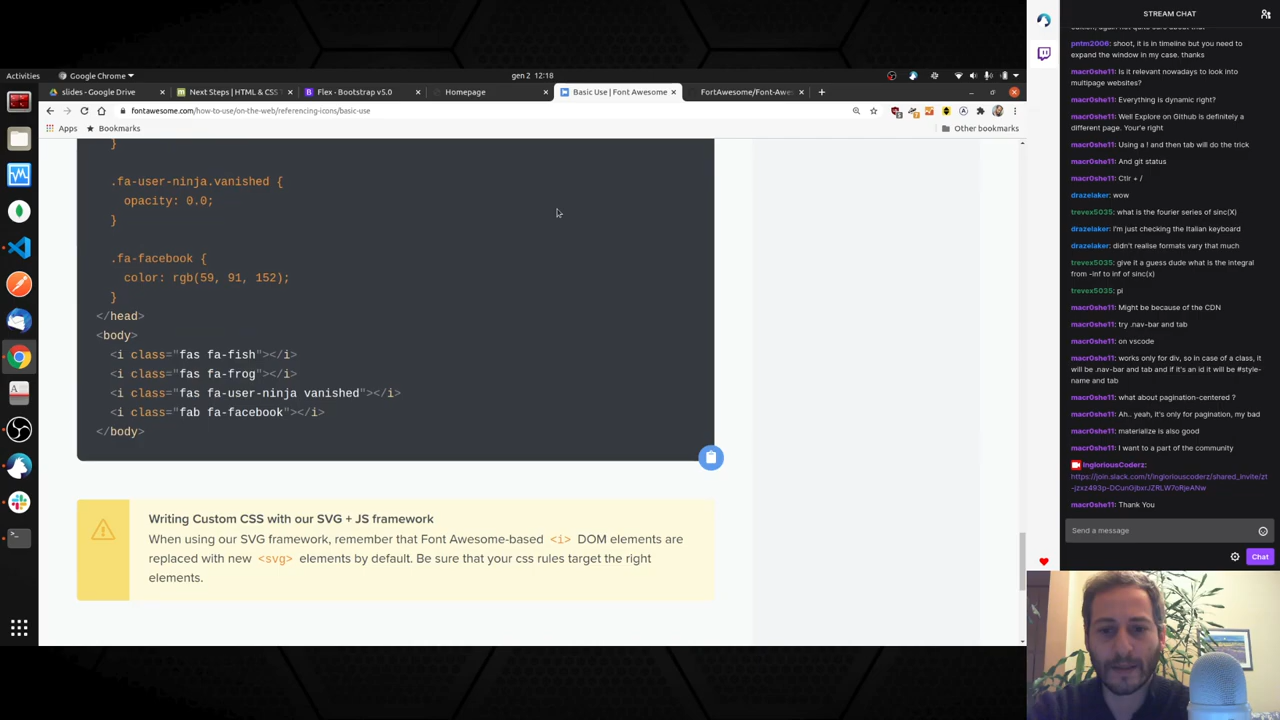 STREAM CHAT
pntm2006: shoot, it is in timeline but you need to
expand the window in my case. thanks
macr0she11: Is it relevant nowadays to look into
multipage websites?
macr0she11: Everything is dynamic right?
macr0she11: Well Explore on Github is definitely a
different page. Your'e right
macr0she11: Using a ! and then tab will do the trick
macr0she11: And git status
macr0she11: Ctlr + /
drazelaker: wow
trevex5035: what is the fourier series of sinc(X)
drazelaker: i'm just checking the Italian keyboard
drazelaker: didn't realise formats vary that much
trevex5035: give it a guess dude what is the integral
from -inf to inf of sinc(x)
trevex5035: pi
macr0she11: Might be because of the CDN
macr0she11: try .nav-bar and tab
macr0she11: on vscode
macr0she11: works only for div, so in case of a class, it
will be .nav-bar and tab and if it's an id it will be #style-
name and tab
macr0she11: what about pagination-centered ?
macr0she11: Ah.. yeah, it's only for pagination, my bad
macr0she11: materialize is also good
macr0she11: I want to a part of the community
IngloriousCoderz:
macr0she11: Thank You
Send a message
Chat
Activities
Google Chrome
gen 2 12:18
slides - Google Drive
Next Steps | HTML & CSS
Flex - Bootstrap v5.0
Homepage
Basic Use | Font Awesome
FortAwesome/Font-Awe
fontawesome.com/how-to-use/on-the-web/referencing-icons/basic-use
Apps
Bookmarks
Other bookmarks
}
.fa-user-ninja.vanished {
opacity: 0.0;
}
.fa-facebook {
color: rgb(59, 91, 152);
}
</head>
<body>
<i class="fas fa-fish"></i>
<i class="fas fa-frog"></i>
<i class="fas fa-user-ninja vanished"></i>
<i class="fab fa-facebook"></i>
</body>
Writing Custom CSS with our SVG + JS framework
When using our SVG framework, remember that Font Awesome-based <i> DOM elements are
replaced with new <svg> elements by default. Be sure that your css rules target the right
elements.